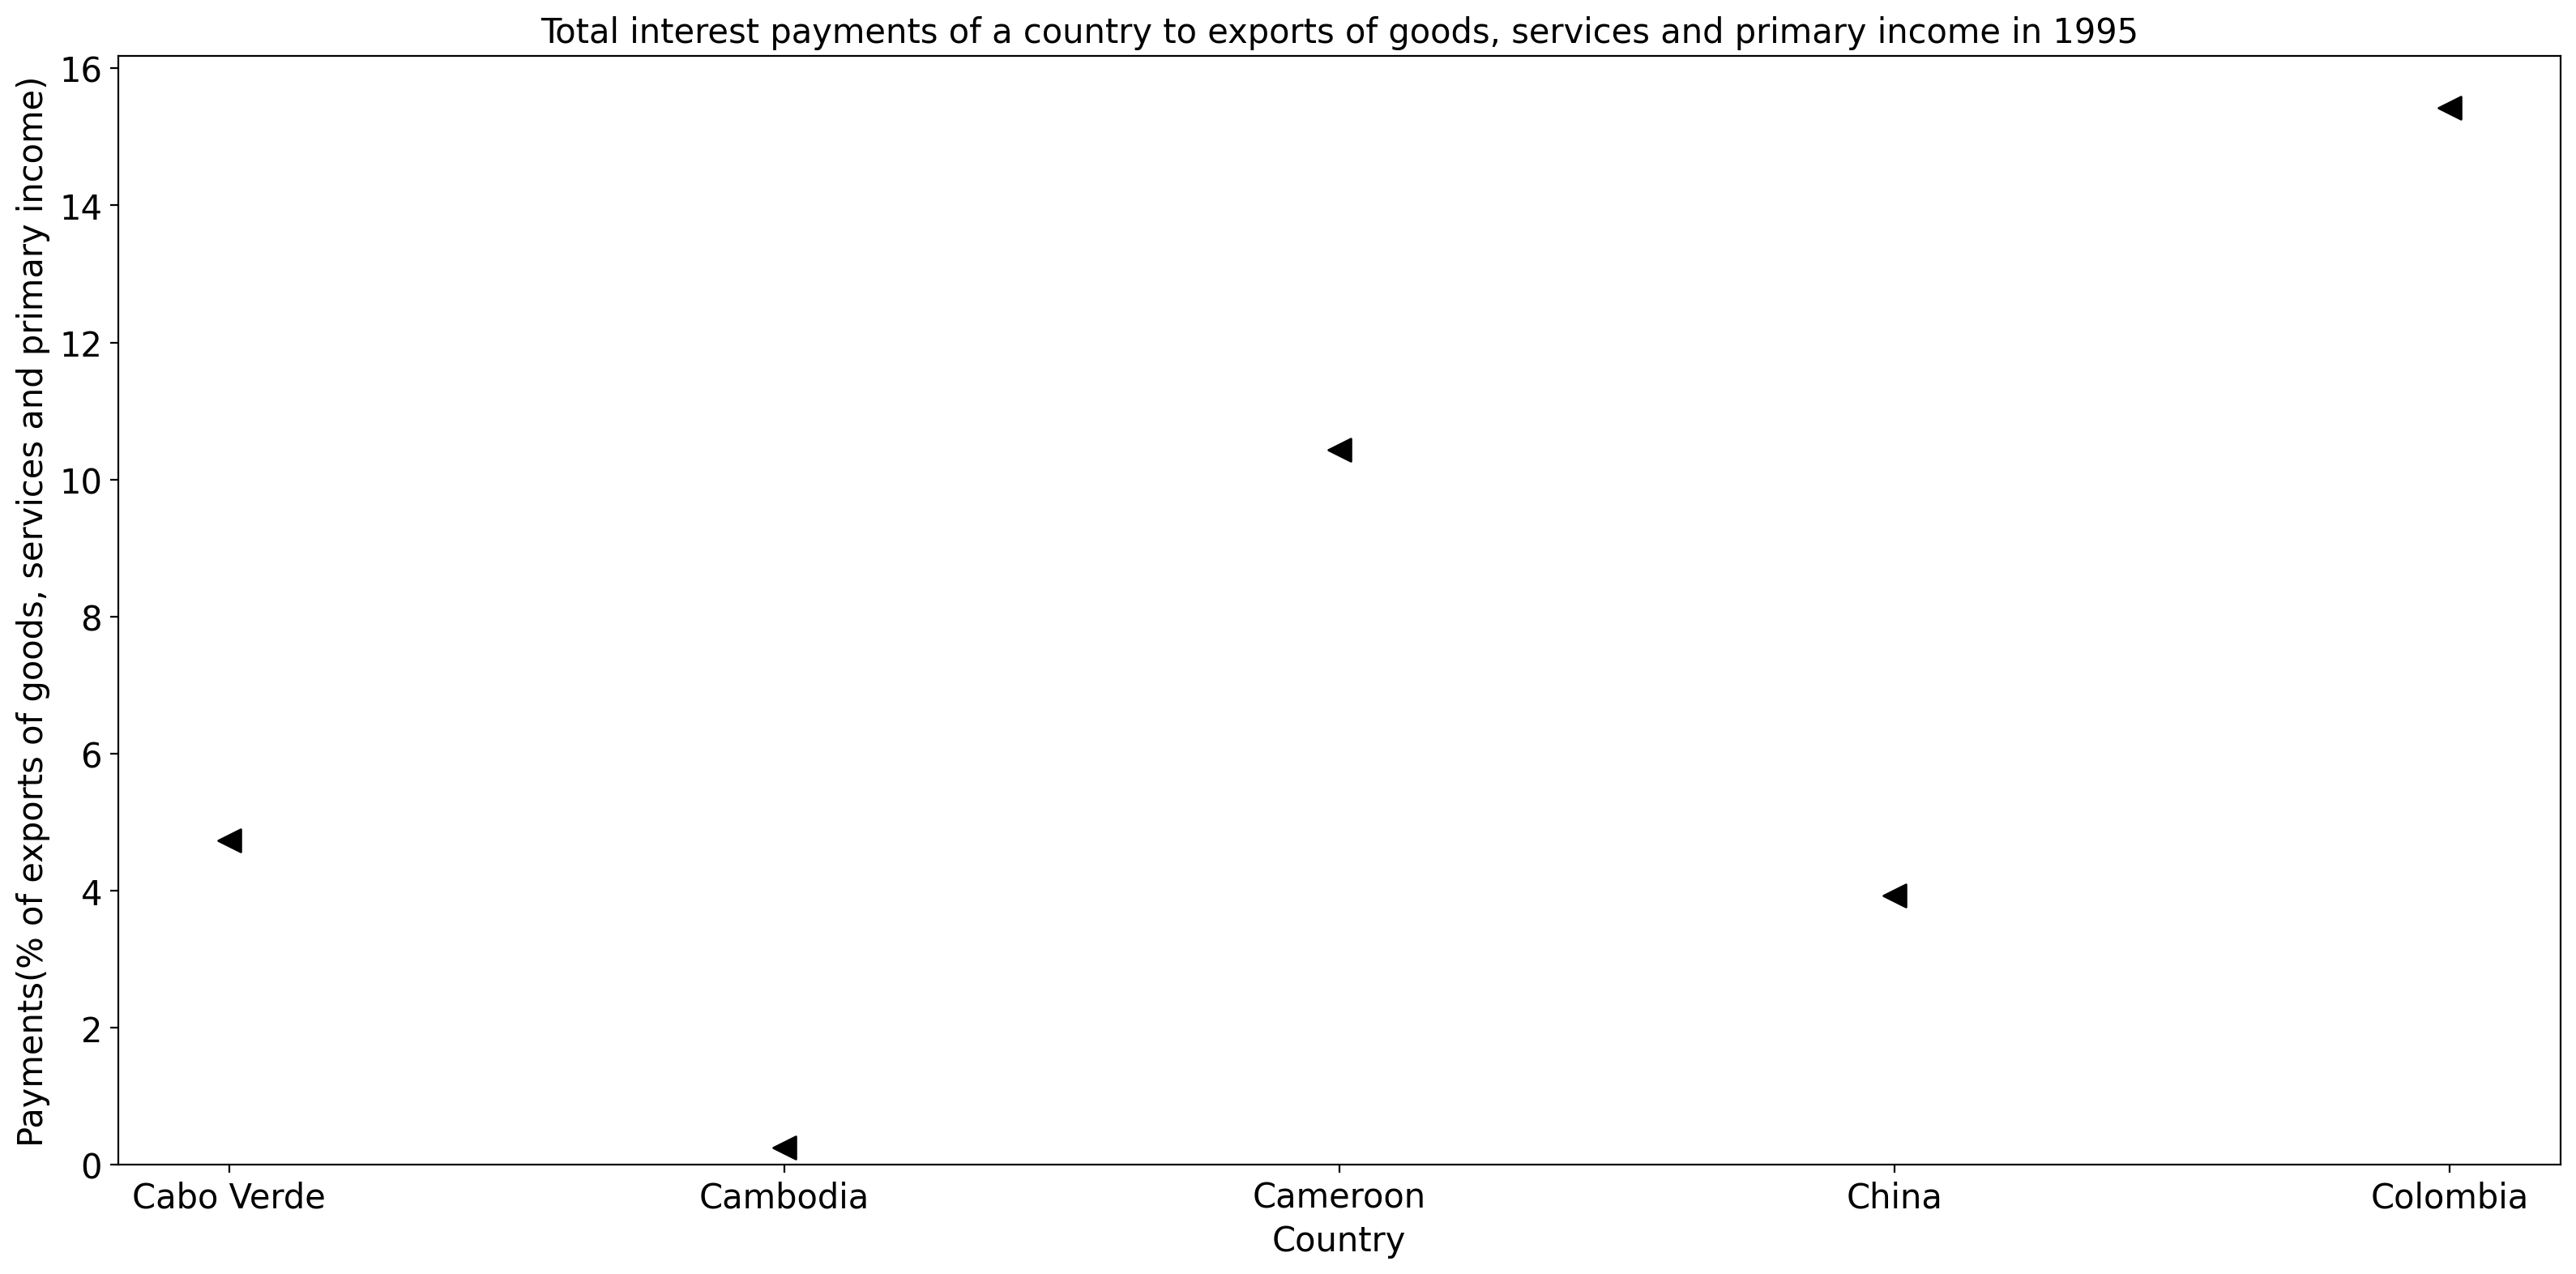 Total interest payments of a country to exports of goods, services and primary income in 1995
Payments(% of exports of goods, services and primary income)
16
14
12
10
8
6
4
2
0
Cabo Verde Cambodia Cameroon China Colombia
Country